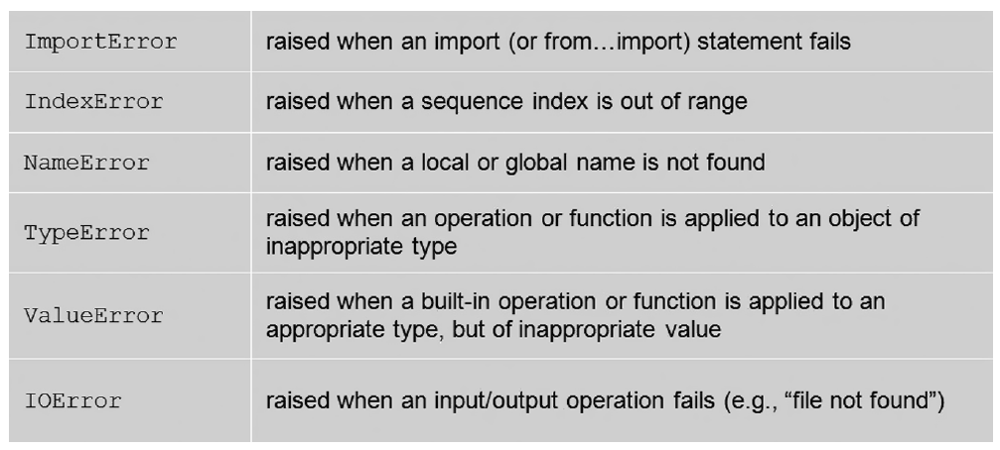 ImportError raised when an import (or from...import) statement fails
IndexError raised when a sequence index is out of range
NameError raised when a local or global name is not found
TypeError raised when an operation or function is applied to an object of
inappropriate type
ValueError raised when a built-in operation or function is applied to an
appropriate type, but of inappropriate value
IOError raised when an input/output operation fails (e.g., “file not found”)